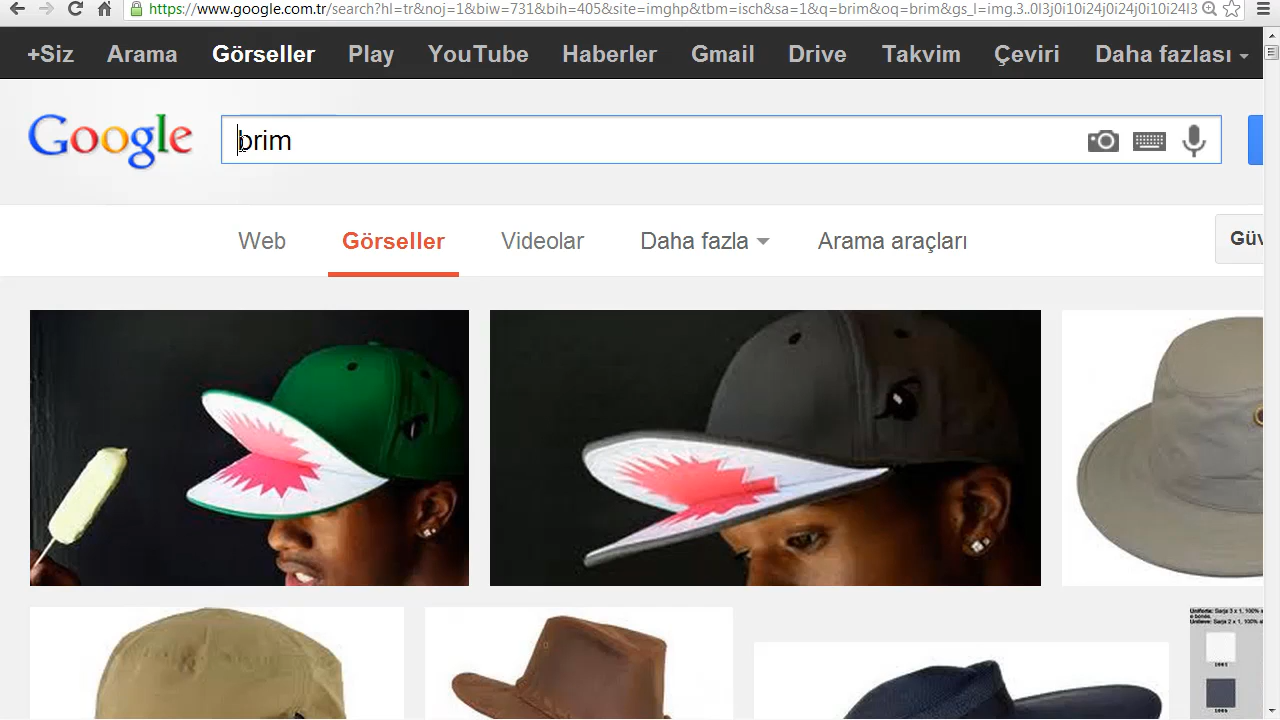 https://www.google.com.tr/search?hl=tr&noj=1&biw=731&bih=405&site=imghp&tbm=isch&sa=1&q=brim&oq=brim&gs_l=img.3..0l3j0i10i24j0i24j0i10i24l3
+Siz Arama Görseller Play YouTube Haberler Gmail Drive Takvim Çeviri Daha fazlası
Google brim
Web Görseller Videolar Daha fazla Arama araçları Güv